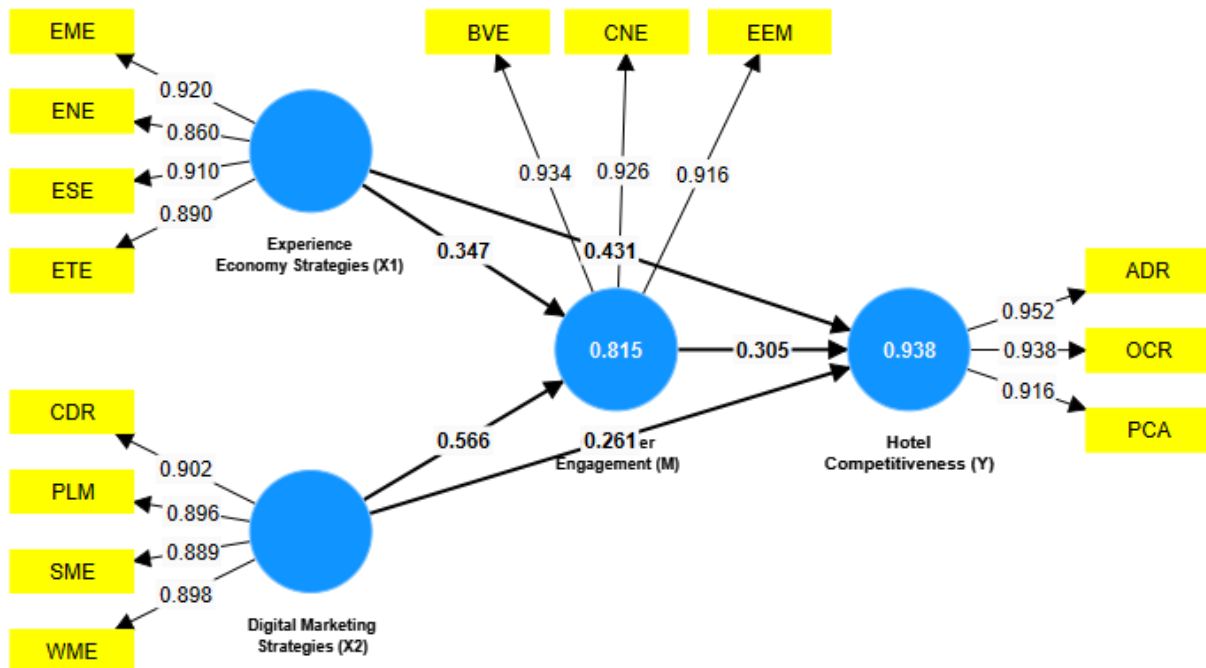 EME
ENE
ESE
ETE
0.920
0.860
0.910
0.890
Experience
Economy Strategies (X1)
BVE
CNE
EEM
0.934
0.926
0.916
0.347
0.431
0.815
0.305
0.938
0.566
0.261
er
Engagement (M)
Hotel
Competitiveness (Y)
0.952
0.938
0.916
ADR
OCR
PCA
CDR
PLM
SME
WME
0.902
0.896
0.889
0.898
Digital Marketing
Strategies (X2)